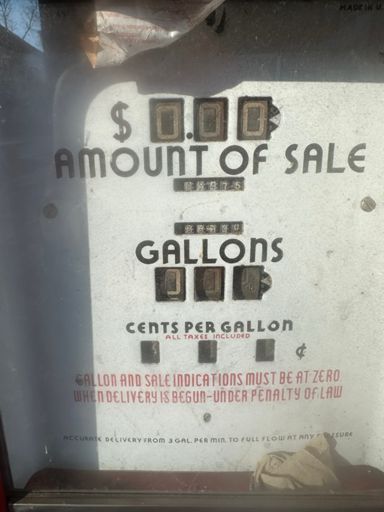 MADE IN U
$ 0.00
AMOUNT OF SALE
GALLONS
000
CENTS PER GALLON
ALL TAXES INCLUDED
¢
GALLON AND SALE INDICATIONS MUST BE AT ZERO
WHEN DELIVERY IS BEGUN-UNDER PENALTY OF LAW
ACCURATE DELIVERY FROM 3 GAL. PER MIN. TO FULL FLOW AT ANY PRESSURE